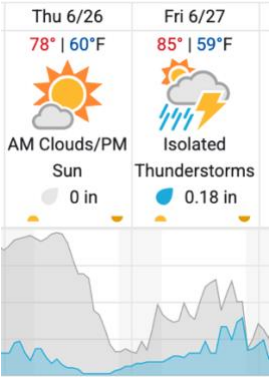 Thu 6/26
78° | 60°F
AM Clouds/PM
Sun
0 in
Fri 6/27
85° | 59°F
Isolated
Thunderstorms
0.18 in